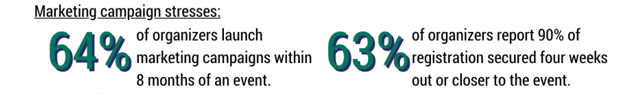 Marketing campaign stresses:
64% of organizers launch
marketing campaigns within
8 months of an event.
63% of organizers report 90% of
registration secured four weeks
out or closer to the event.